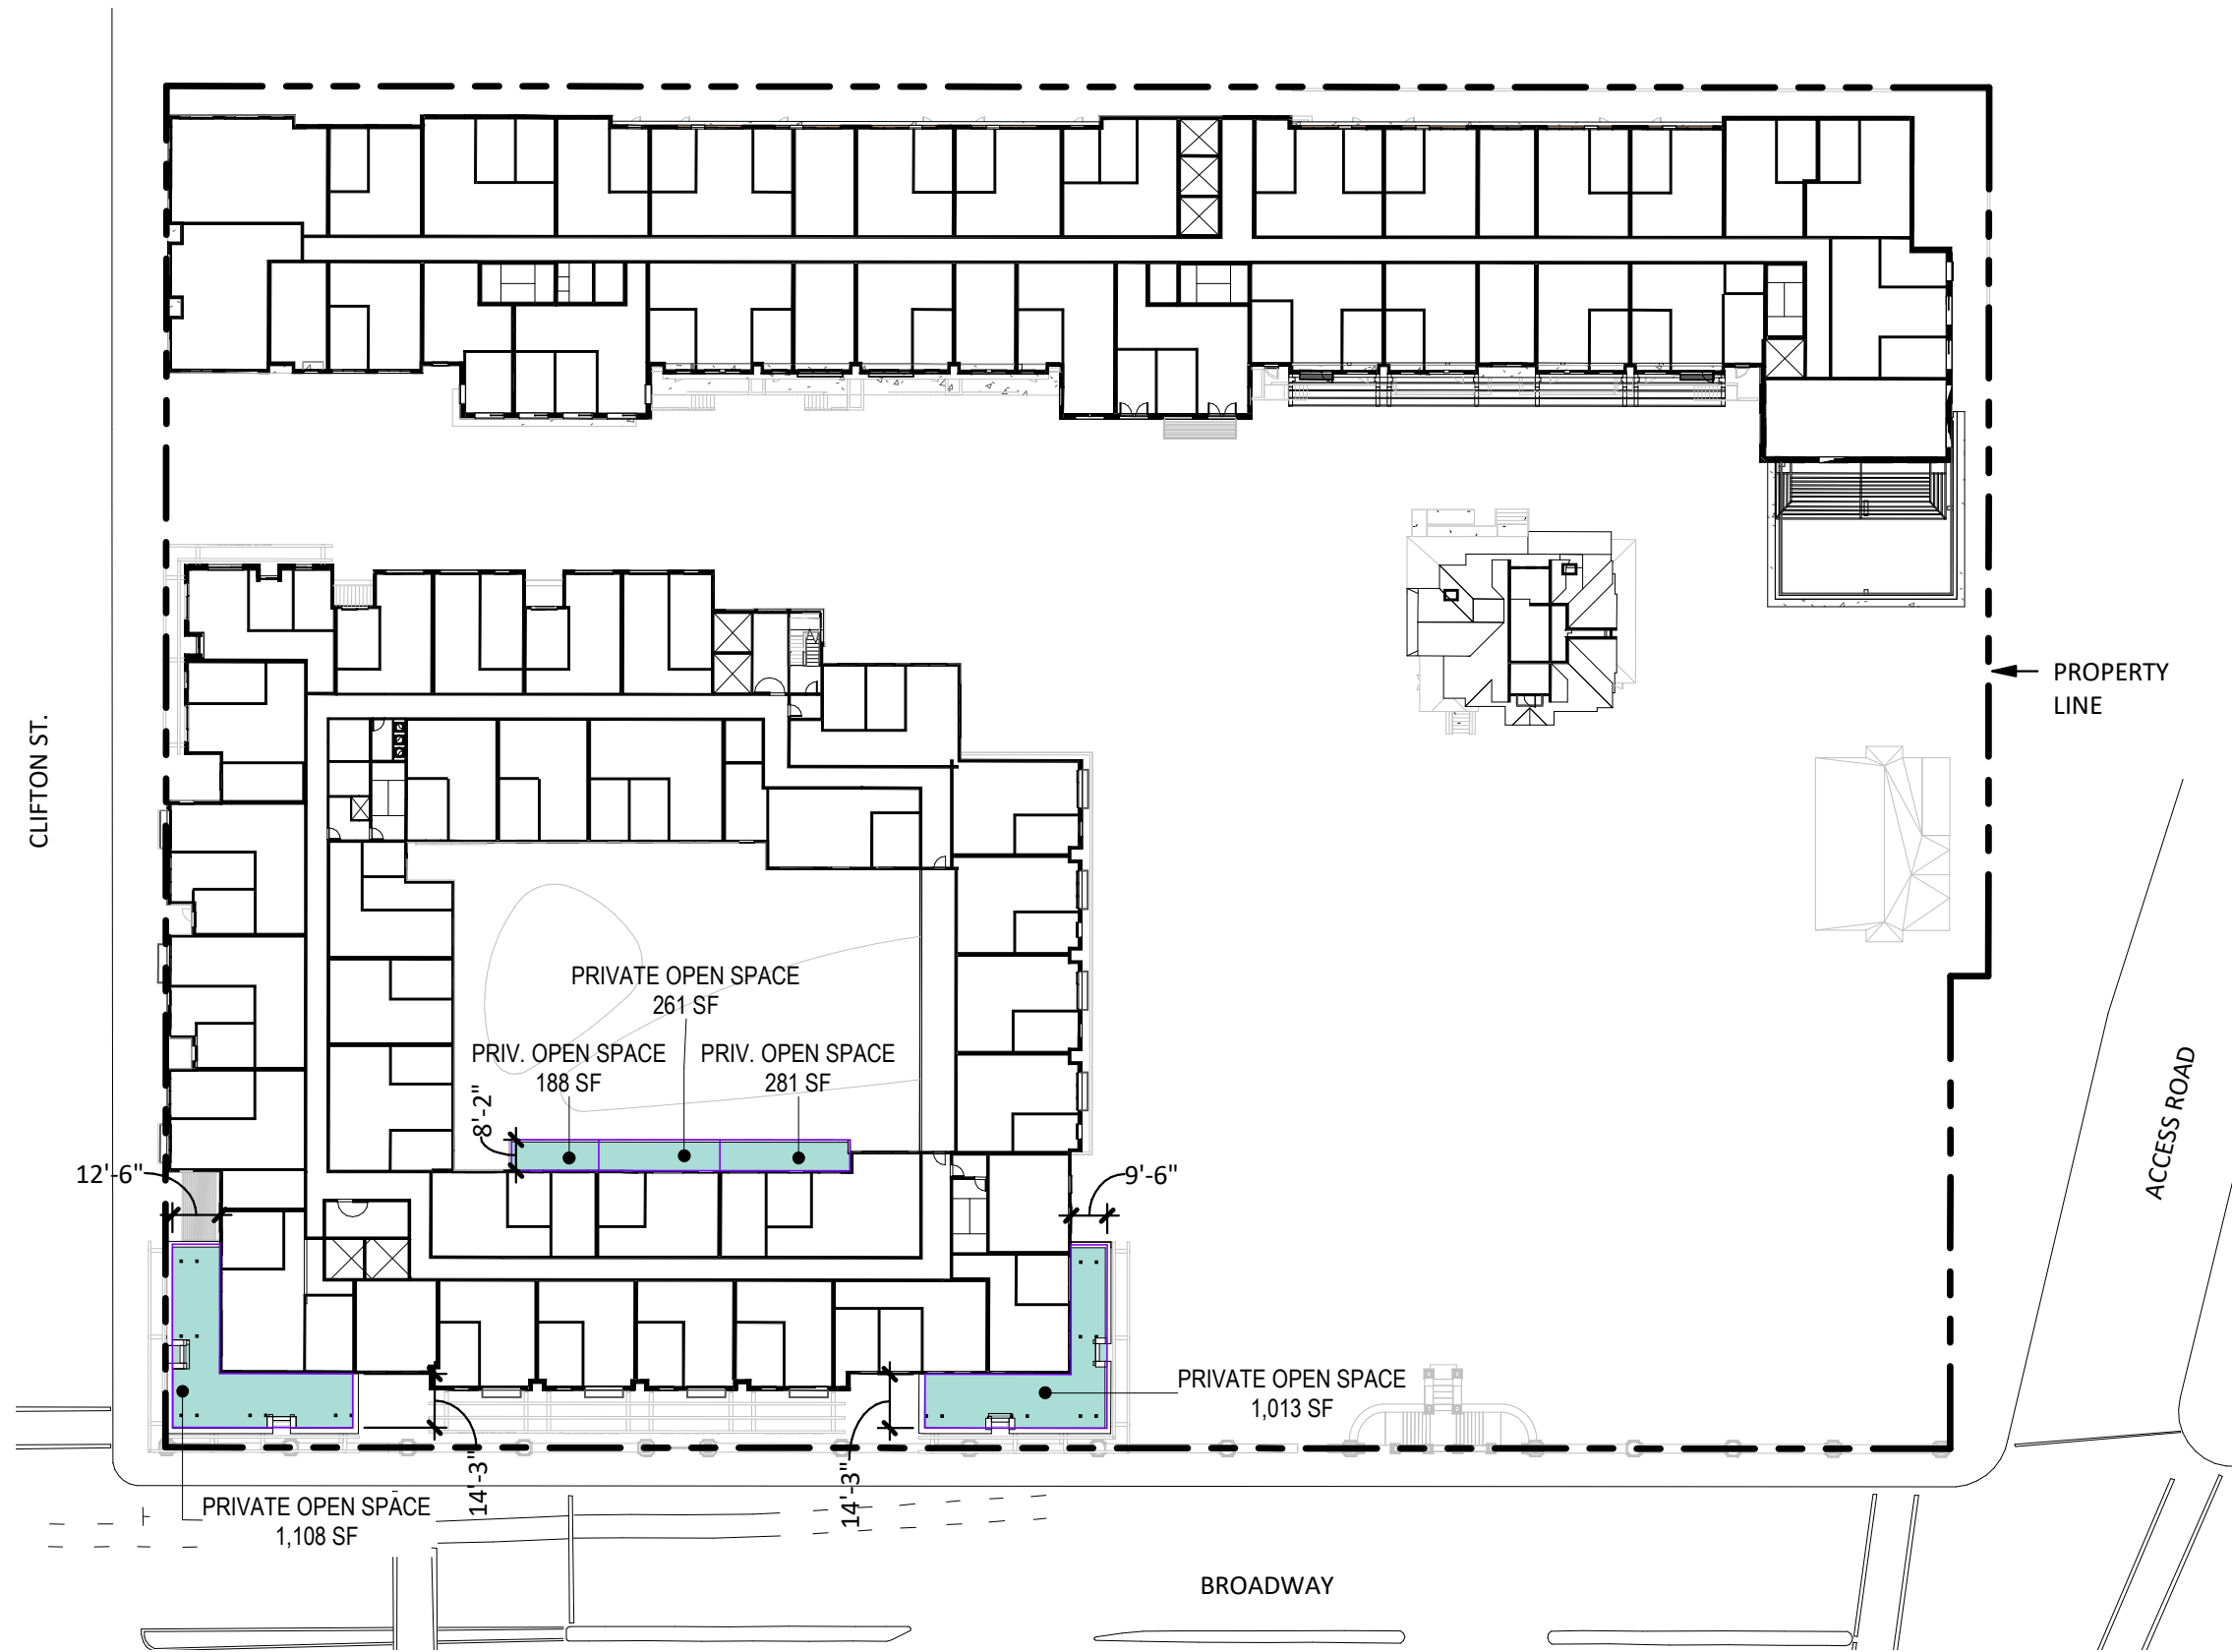 PROPERTY
LINE
CLIFTON ST.
PRIVATE OPEN SPACE
261 SF
PRIV. OPEN SPACE
188 SF
PRIV. OPEN SPACE
281 SF
8'-2"
12'-6"
9'-6"
ACCESS ROAD
PRIVATE OPEN SPACE
1,013 SF
14'-3"
14'-3"
PRIVATE OPEN SPACE
1,108 SF
BROADWAY